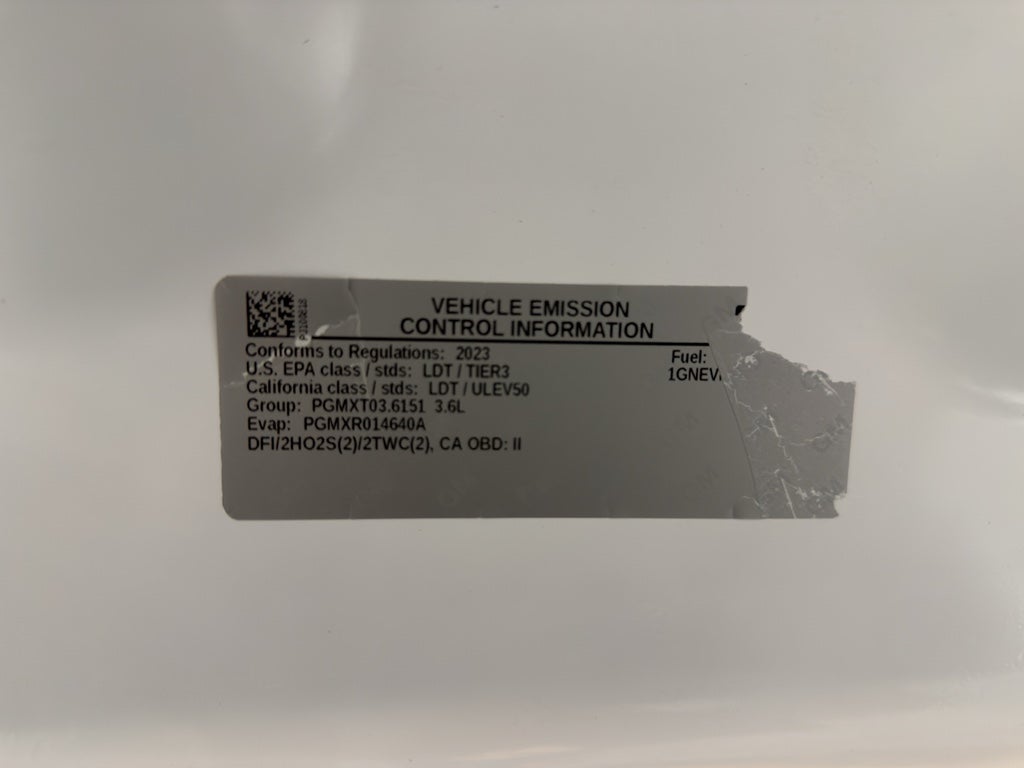 VEHICLE EMISSION
CONTROL INFORMATION
Conforms to Regulations: 2023
U.S. EPA class / stds: LDT / TIER3
California class / stds: LDT / ULEV50
Group: PGMXT03.6151 3.6L
Evap: PGMXR014640A
DFI/2HO2S(2)/2TWC(2), CA OBD: II
Fuel:
1GNEV